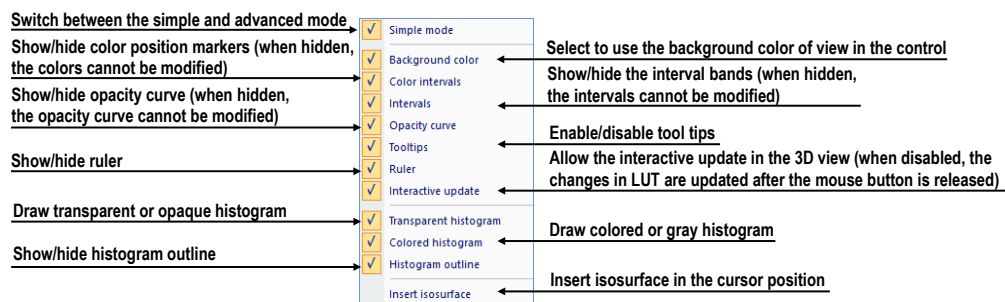 Switch between the simple and advanced mode
Show/hide color position markers (when hidden,
the colors cannot be modified)
Show/hide opacity curve (when hidden,
the opacity curve cannot be modified)
Show/hide ruler
Draw transparent or opaque histogram
Show/hide histogram outline
Simple mode
Background color
Color intervals
Intervals
Opacity curve
Tooltips
Ruler
Interactive update
Transparent histogram
Colored histogram
Histogram outline
Insert isosurface
Select to use the background color of view in the control
Show/hide the interval bands (when hidden,
the intervals cannot be modified)
Enable/disable tool tips
Allow the interactive update in the 3D view (when disabled, the
changes in LUT are updated after the mouse button is released)
Draw colored or gray histogram
Insert isosurface in the cursor position